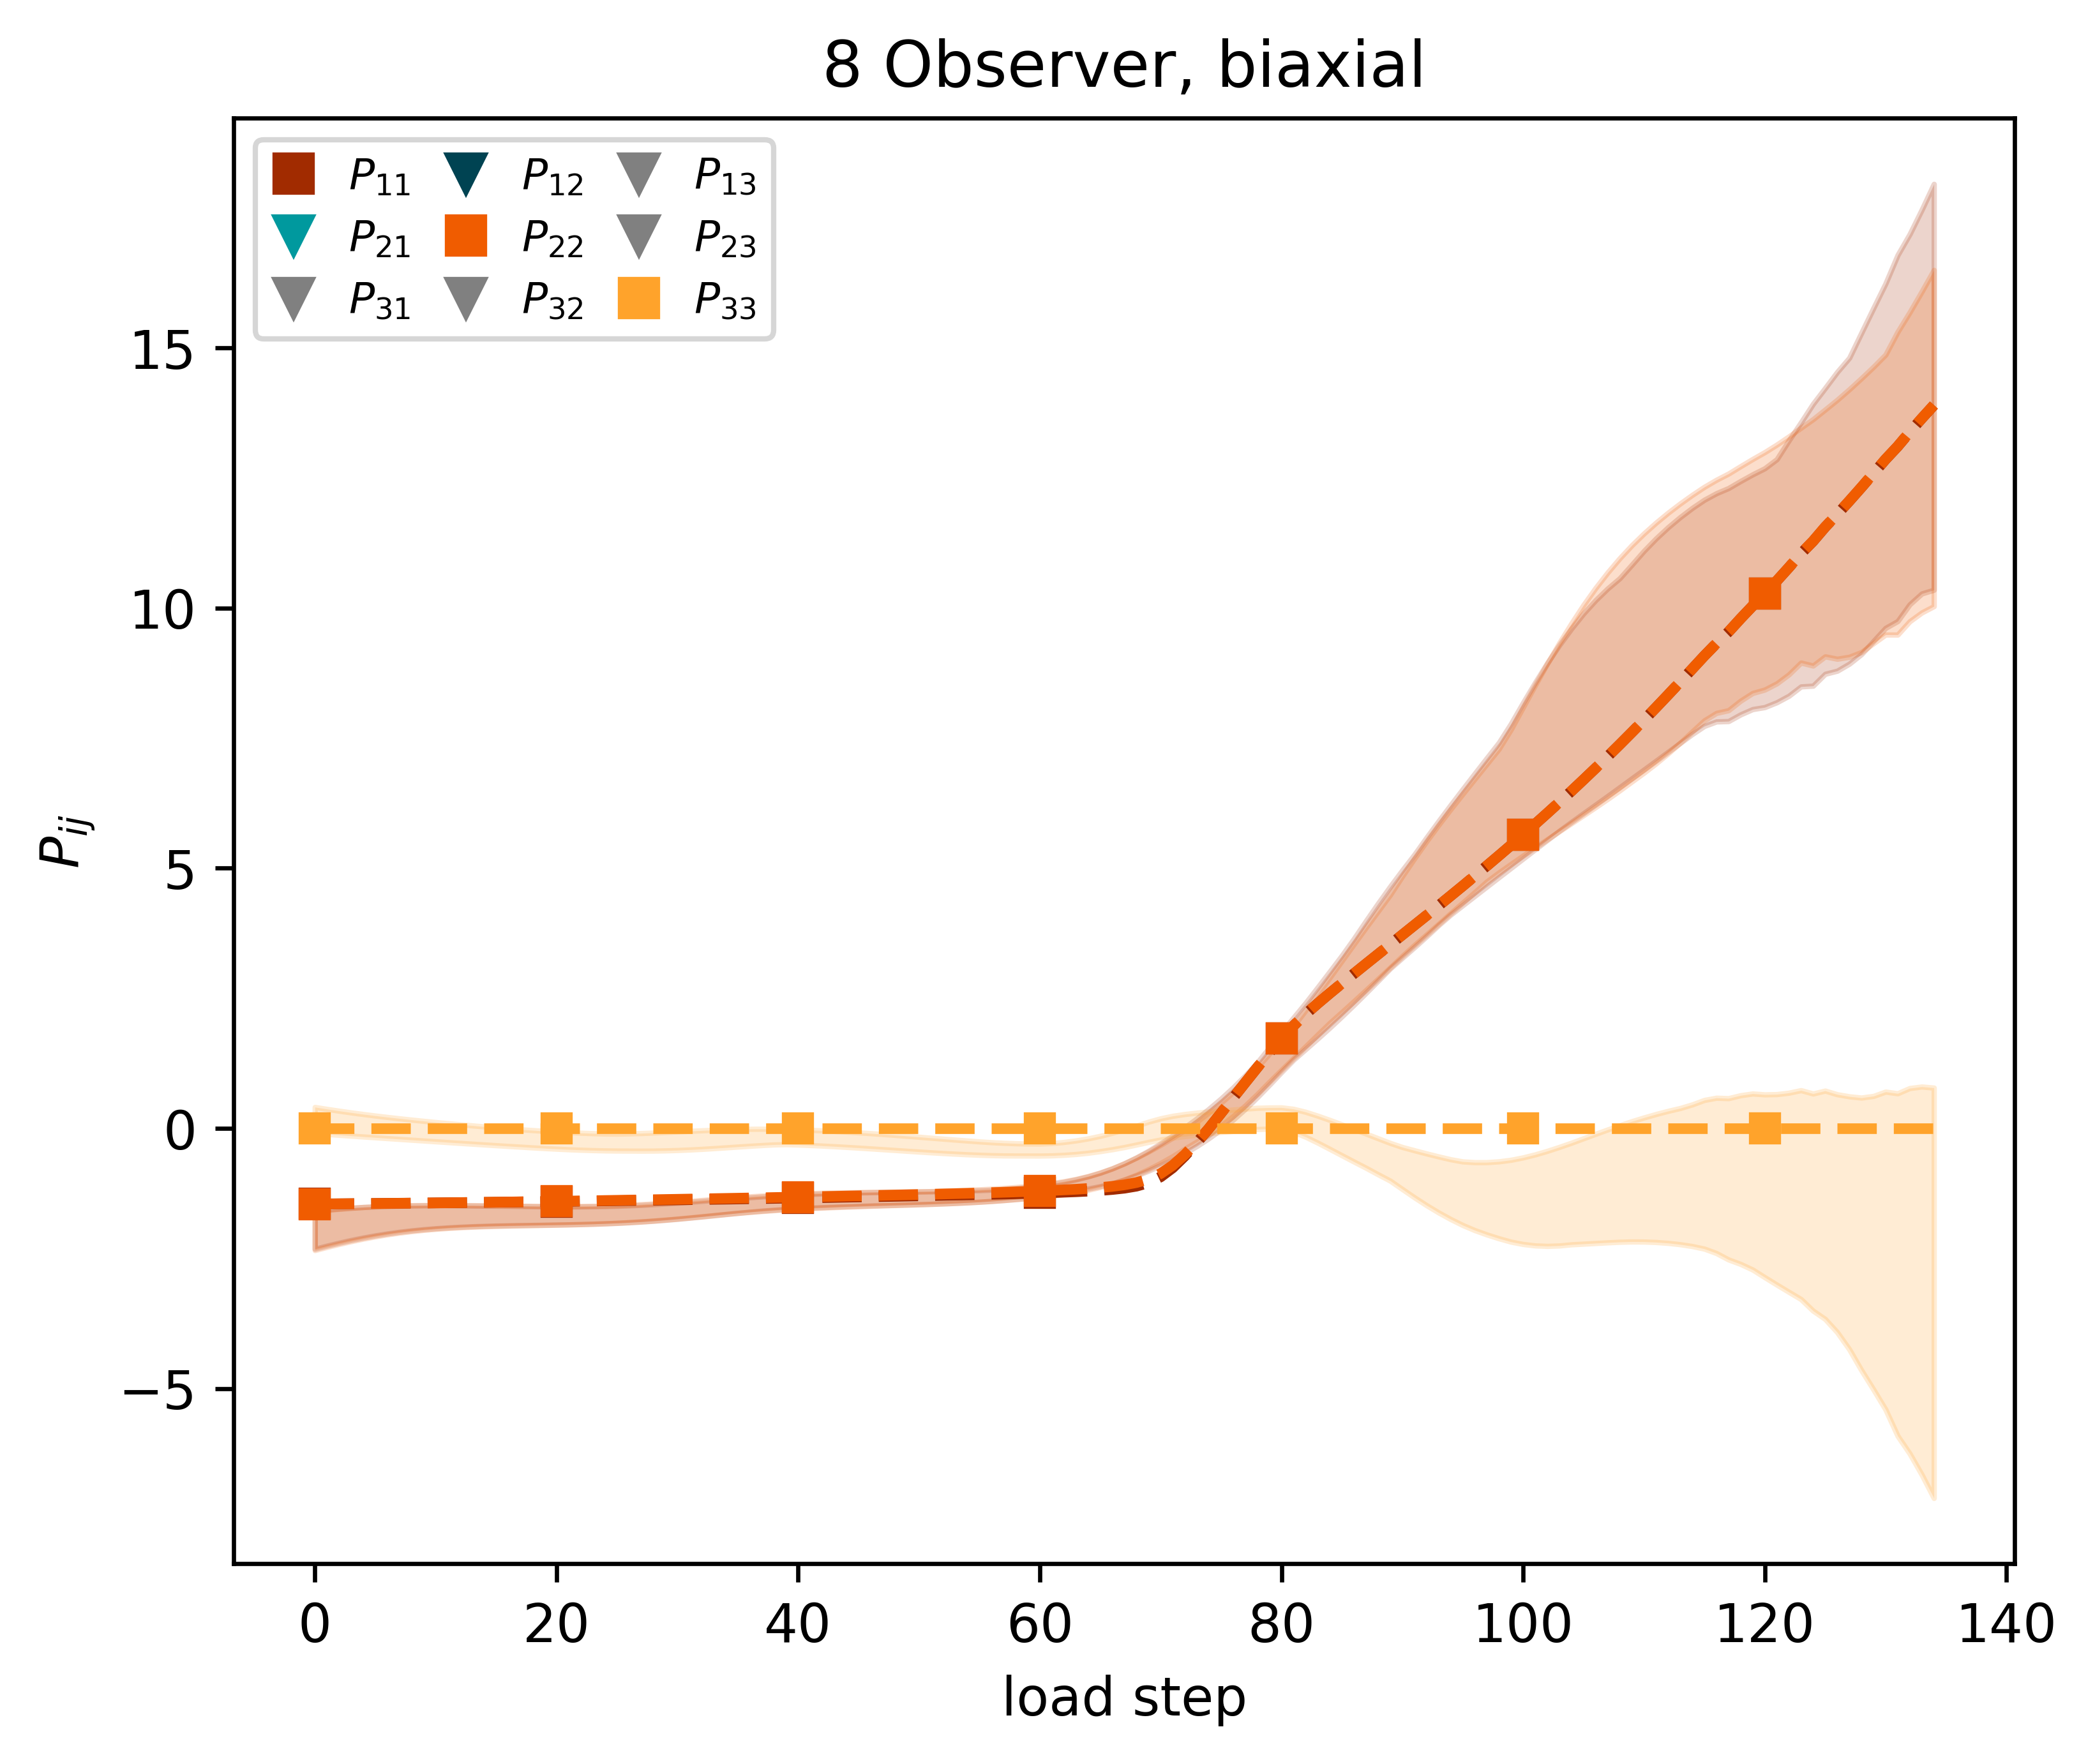 8 Observer, biaxial
P₁₁ P₁₂ P₁₃
P₂₁ P₂₂ P₂₃
P₃₁ P₃₂ P₃₃
15
10
5
0
−5
Pᵢⱼ
0 20 40 60 80 100 120 140
load step